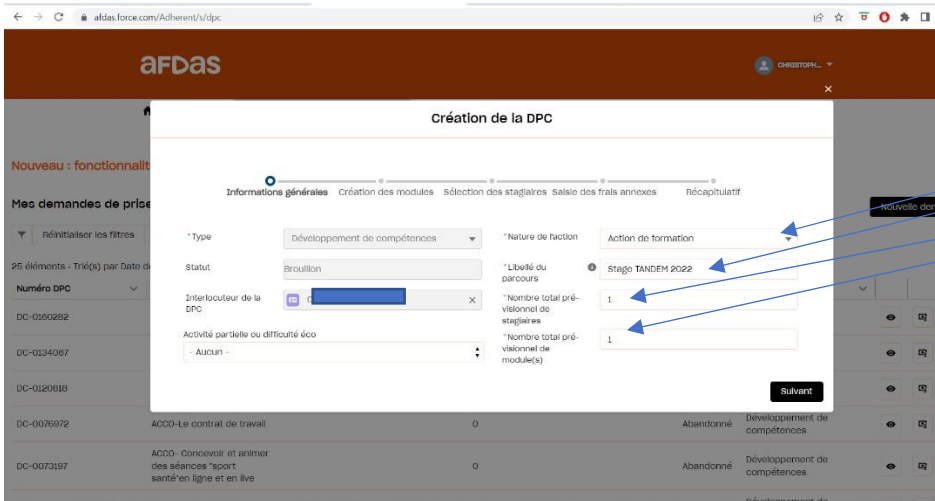 afdas.force.com/Adherent/s/dpc
afdas
CHRISTOPH...
Création de la DPC
Nouveau : fonctionnalit
Informations générales Création des modules Sélection des stagiaires Saisie des frais annexes Récapitulatif
Mes demandes de prise
Nouvelle der
Réinitialiser les filtres
*Type
Développement de compétences
*Nature de l'action
Action de formation
25 éléments • Trié(s) par Date d
Statut
Brouillon
*Libellé du
parcours
Stage TANDEM 2022
Numéro DPC
Interlocuteur de la
DPC
*Nombre total pré-
visionnel de
stagiaires
1
DC-0160282
Activité partielle ou difficulté éco
- Aucun -
*Nombre total pré-
visionnel de
module(s)
1
DC-0134067
DC-0120818
Suivant
DC-0076972
ACCO-Le contrat de travail
0
Abandonné
Développement de
compétences
DC-0073197
ACCO- Concevoir et animer
des séances "sport
santé"en ligne et en live
0
Abandonné
Développement de
compétences